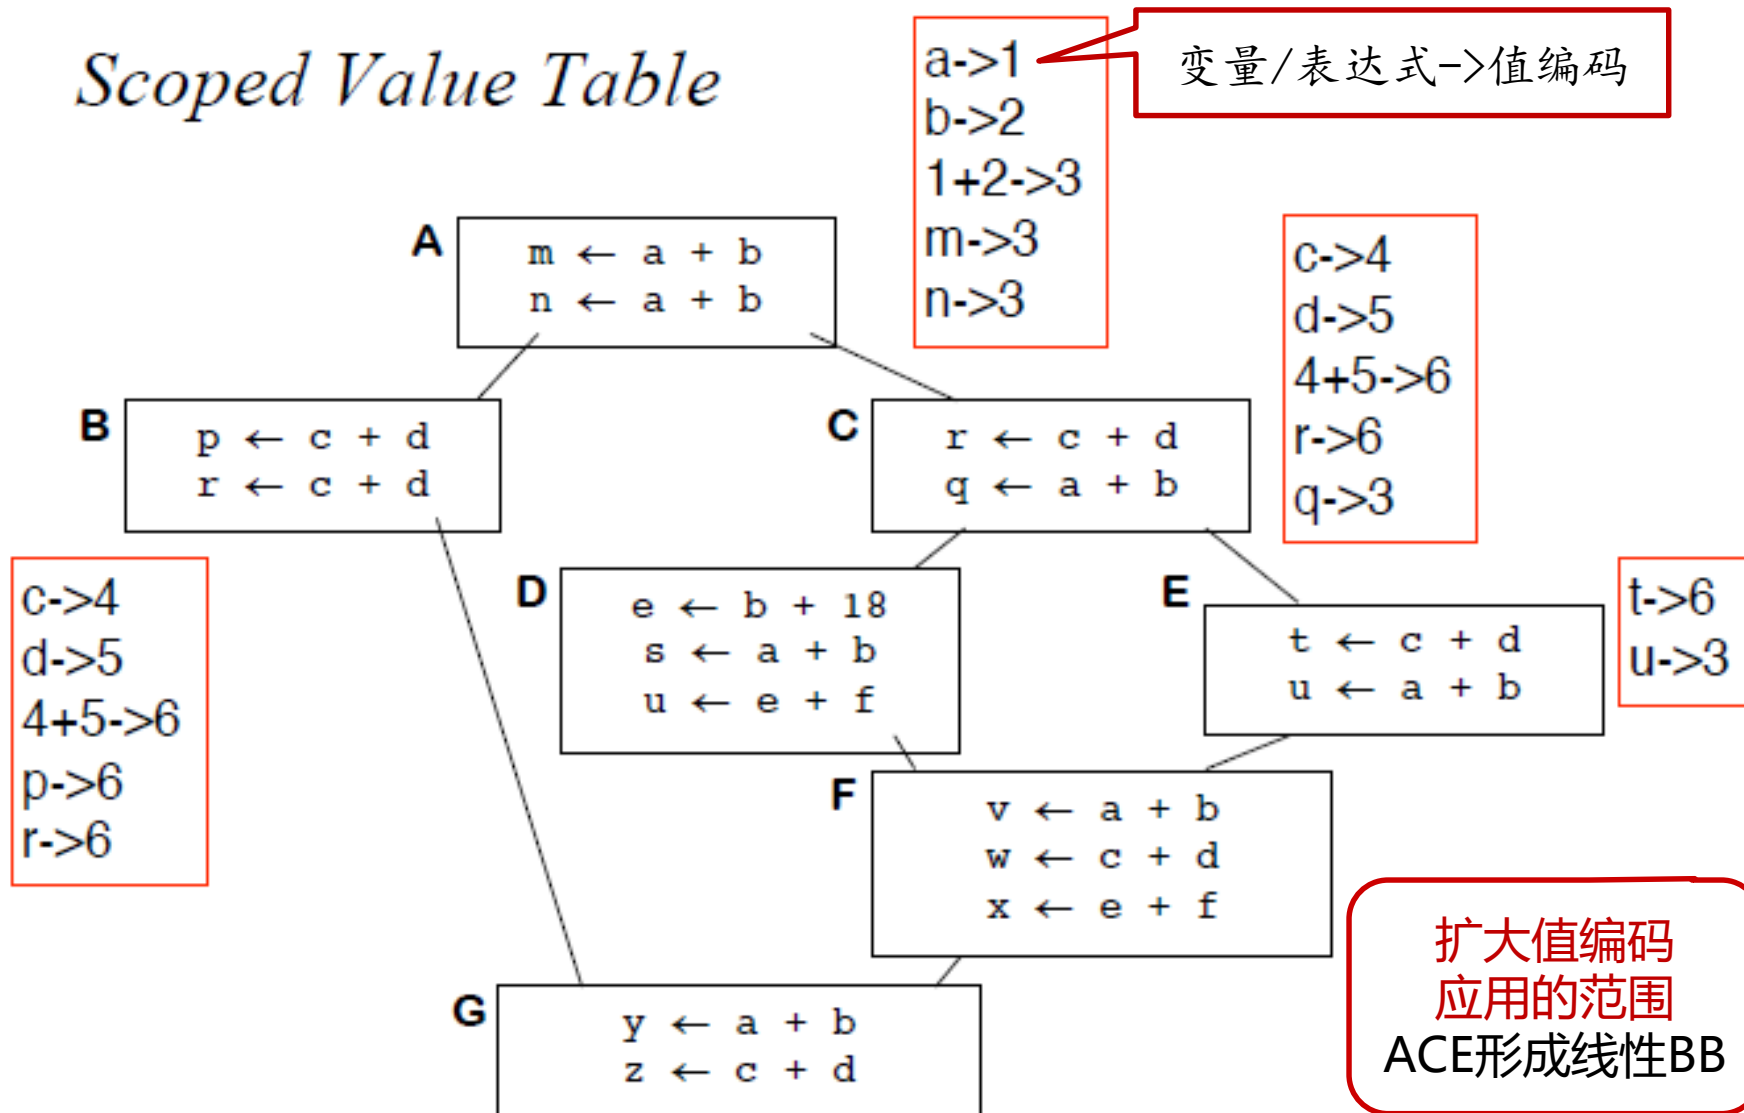 Scoped Value Table
a->1
b->2
1+2->3
m->3
n->3
变量/表达式->值编码
A
m ← a + b
n ← a + b
c->4
d->5
4+5->6
r->6
q->3
B
p ← c + d
r ← c + d
C
r ← c + d
q ← a + b
c->4
d->5
4+5->6
p->6
r->6
D
e ← b + 18
s ← a + b
u ← e + f
E
t ← c + d
u ← a + b
t->6
u->3
F
v ← a + b
w ← c + d
x ← e + f
G
y ← a + b
z ← c + d
扩大值编码
应用的范围
ACE形成线性BB